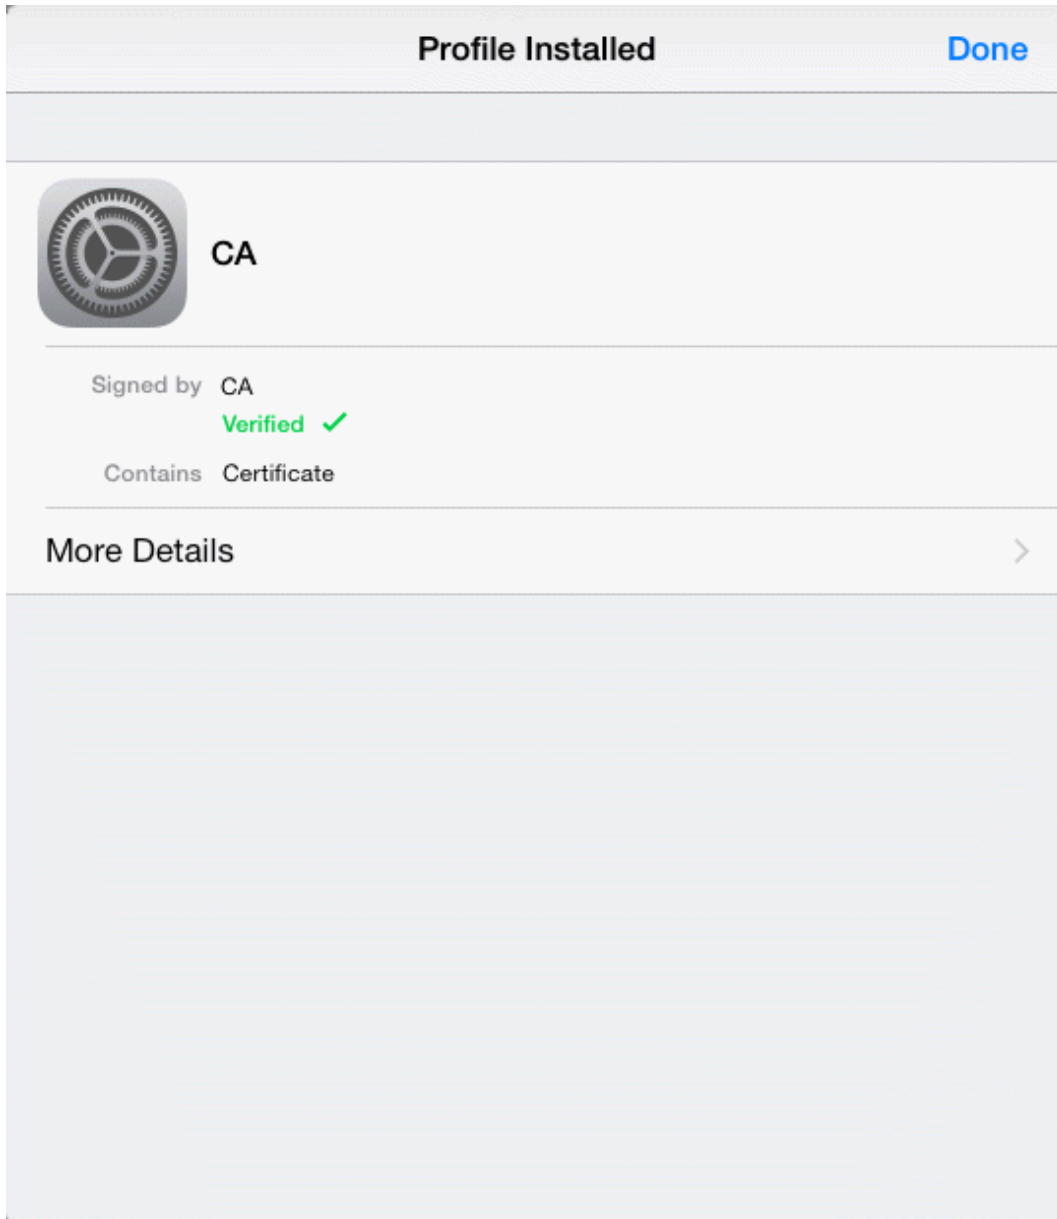 Profile Installed Done
CA
Signed by CA
Verified
Contains Certificate
More Details